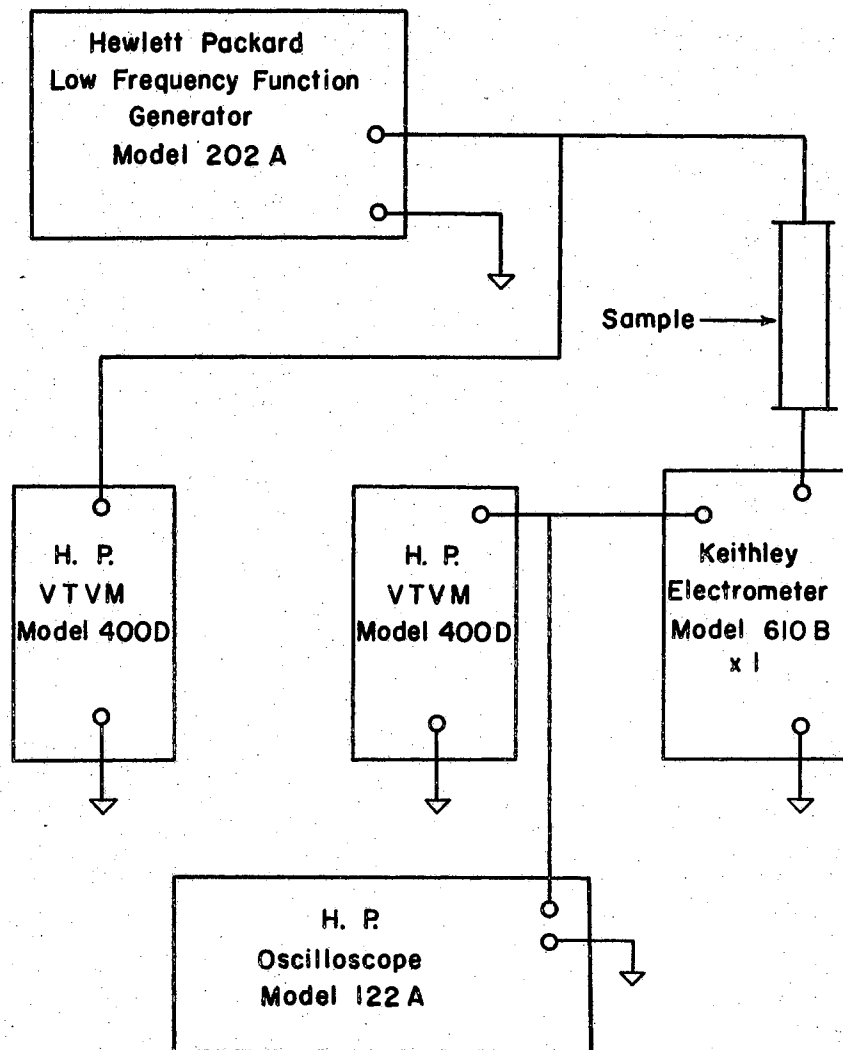 Hewlett Packard
Low Frequency Function
Generator
Model 202 A
Sample
H. P.
VTVM
Model 400D
H. P.
VTVM
Model 400D
Keithley
Electrometer
Model 610 B
x 1
H. P.
Oscilloscope
Model 122 A